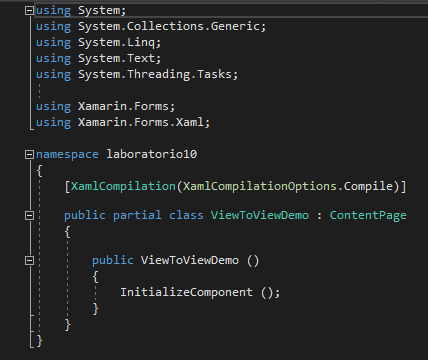 using System;
using System.Collections.Generic;
using System.Linq;
using System.Text;
using System.Threading.Tasks;
using Xamarin.Forms;
using Xamarin.Forms.Xaml;
namespace laboratorio10
{
[XamlCompilation(XamlCompilationOptions.Compile)]
public partial class ViewToViewDemo : ContentPage
{
public ViewToViewDemo ()
{
InitializeComponent ();
}
}
}